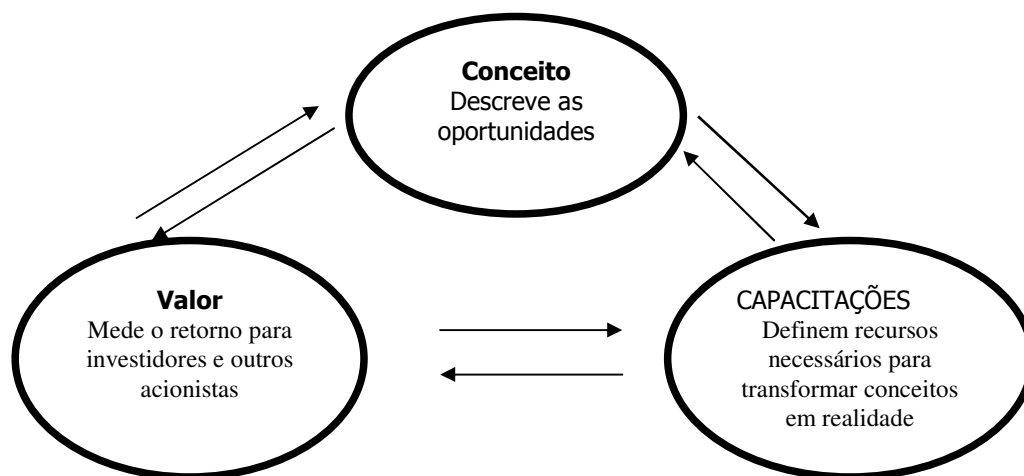 Conceito
Descreve as
oportunidades
Valor
Mede o retorno para
investidores e outros
acionistas
CAPACITAÇÕES
Definem recursos
necessários para
transformar conceitos
em realidade